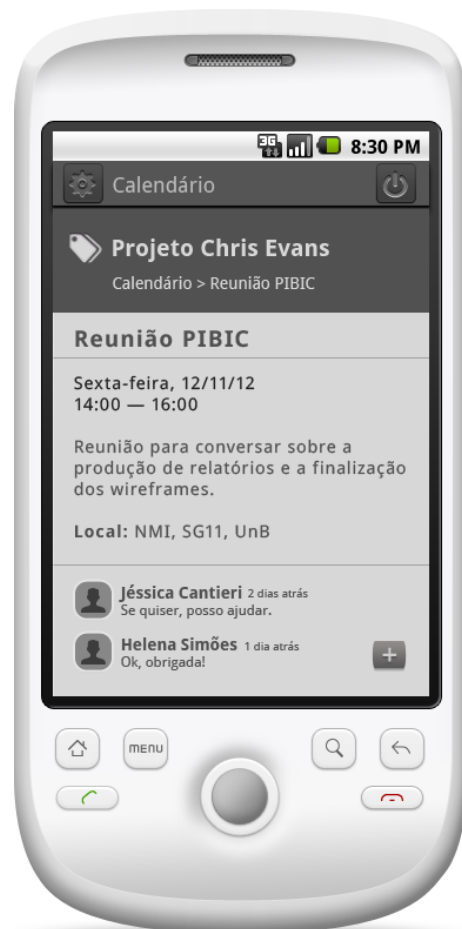 3G 8:30 PM
Calendário
Projeto Chris Evans
Calendário > Reunião PIBIC
Reunião PIBIC
Sexta-feira, 12/11/12
14:00 — 16:00
Reunião para conversar sobre a
produção de relatórios e a finalização
dos wireframes.
Local: NMI, SG11, UnB
Jéssica Cantieri 2 dias atrás
Se quiser, posso ajudar.
Helena Simões 1 dia atrás
Ok, obrigada!
+
MENU